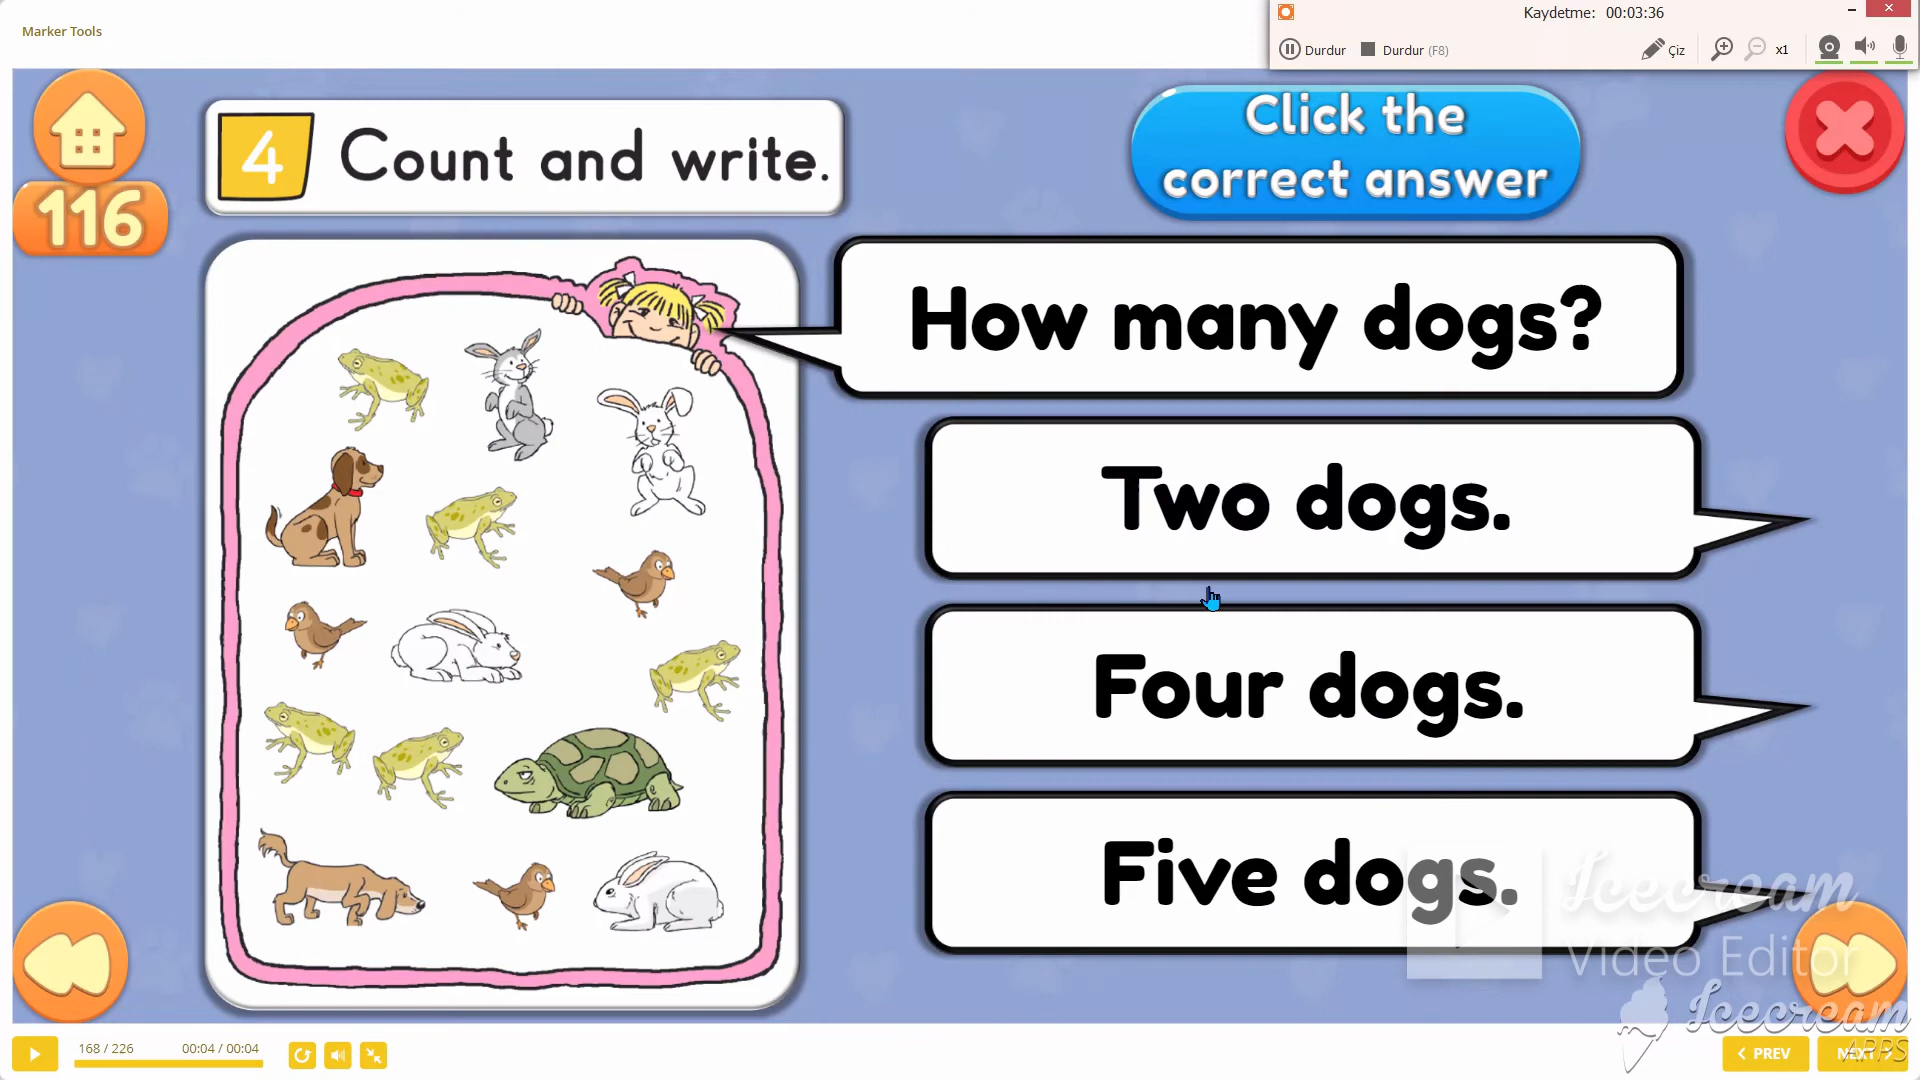 Marker Tools
Kaydetme: 00:03:36
Durdur
Durdur (F8)
Çiz
x1
116
4 Count and write.
Click the
correct answer
How many dogs?
Two dogs.
Four dogs.
Five dogs.
Icecream
Video Editor
Icecream
APPS
168 / 226
00:04 / 00:04
PREV
NEXT